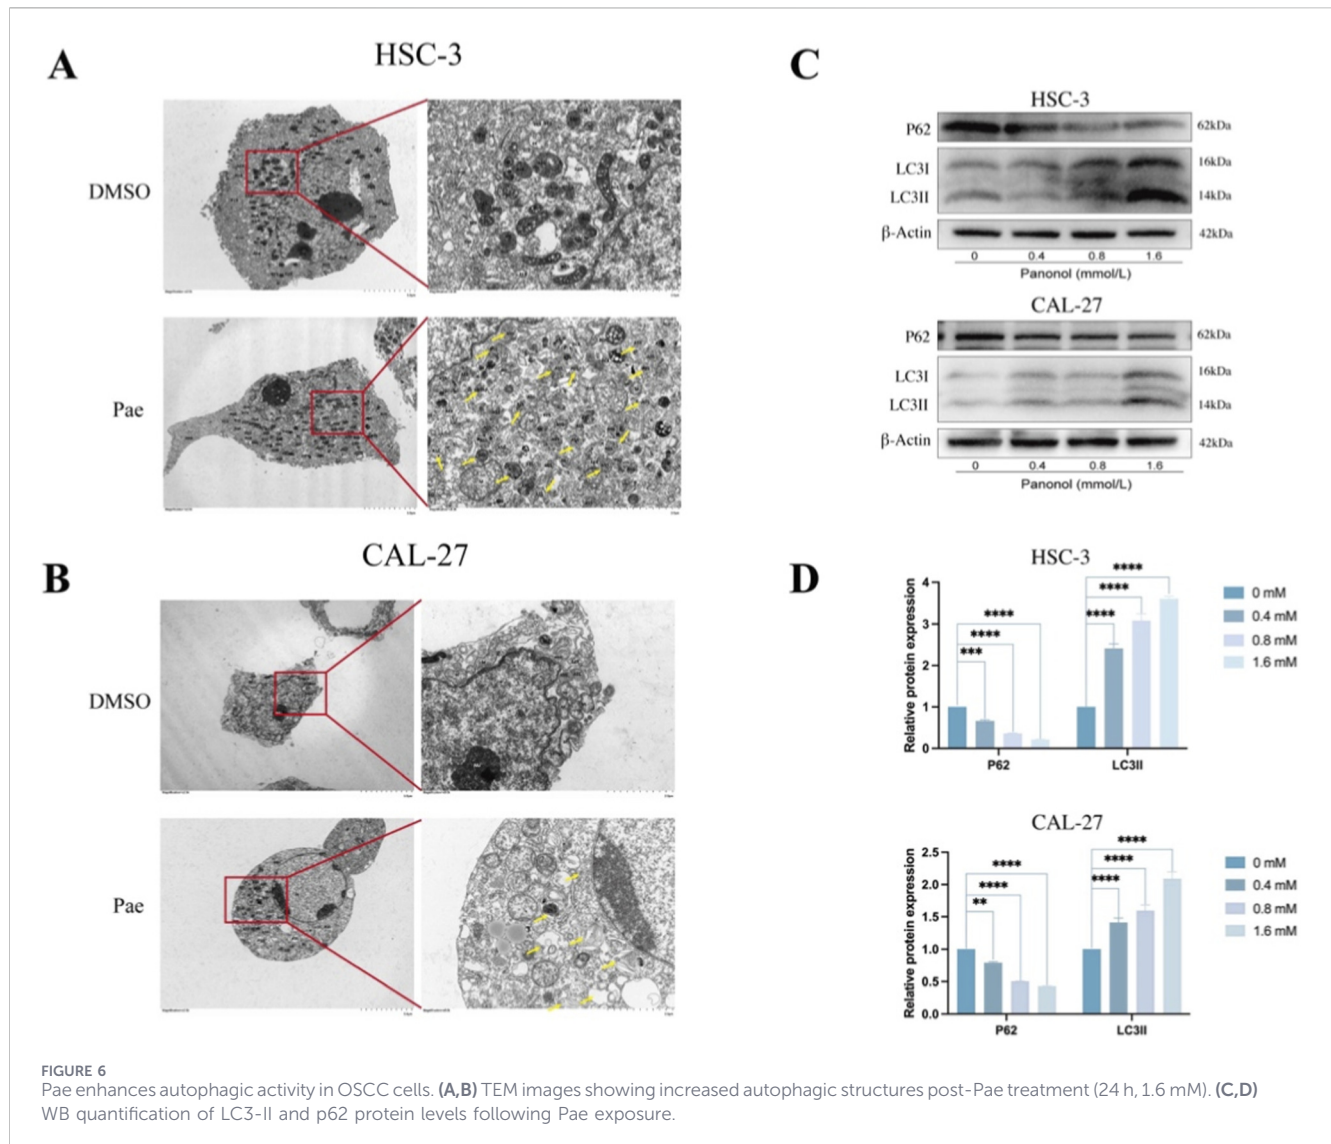 A
HSC-3
DMSO
Pae
B
CAL-27
DMSO
Pae
C
HSC-3
P62
62kDa
LC3I
16kDa
LC3II
14kDa
β-Actin
42kDa
0 0.4 0.8 1.6
Panonol (mmol/L)
CAL-27
P62
62kDa
LC3I
16kDa
LC3II
14kDa
β-Actin
42kDa
0 0.4 0.8 1.6
Panonol (mmol/L)
D
HSC-3
Relative protein expression
4
3
2
1
0
***
****
****
****
****
****
P62 LC3II
0 mM
0.4 mM
0.8 mM
1.6 mM
CAL-27
Relative protein expression
2.5
2.0
1.5
1.0
0.5
0.0
**
****
****
****
****
****
P62 LC3II
0 mM
0.4 mM
0.8 mM
1.6 mM
FIGURE 6
Pae enhances autophagic activity in OSCC cells. (A,B) TEM images showing increased autophagic structures post-Pae treatment (24 h, 1.6 mM). (C,D)
WB quantification of LC3-II and p62 protein levels following Pae exposure.